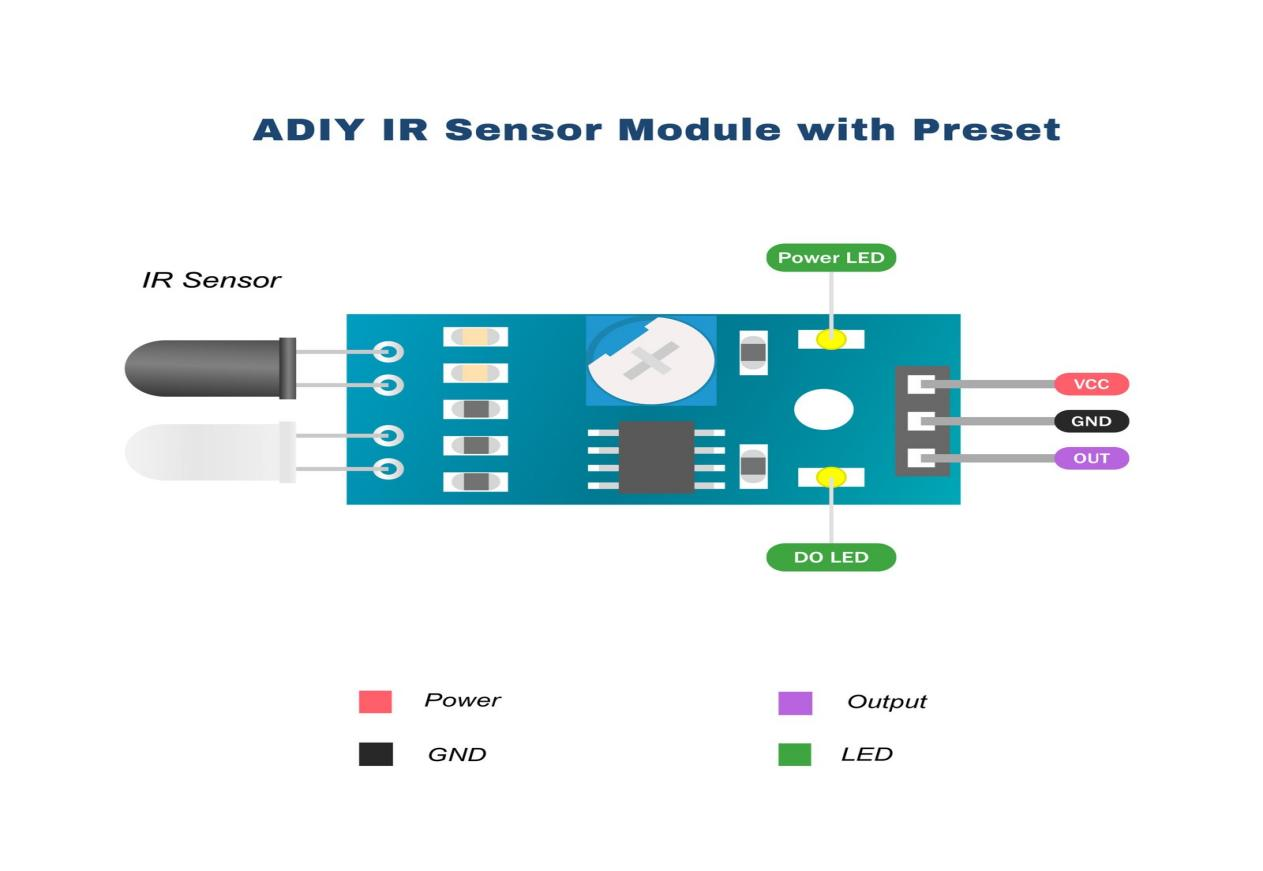 ADIY IR Sensor Module with Preset
Power LED
IR Sensor
VCC
GND
OUT
DO LED
Power
Output
GND
LED